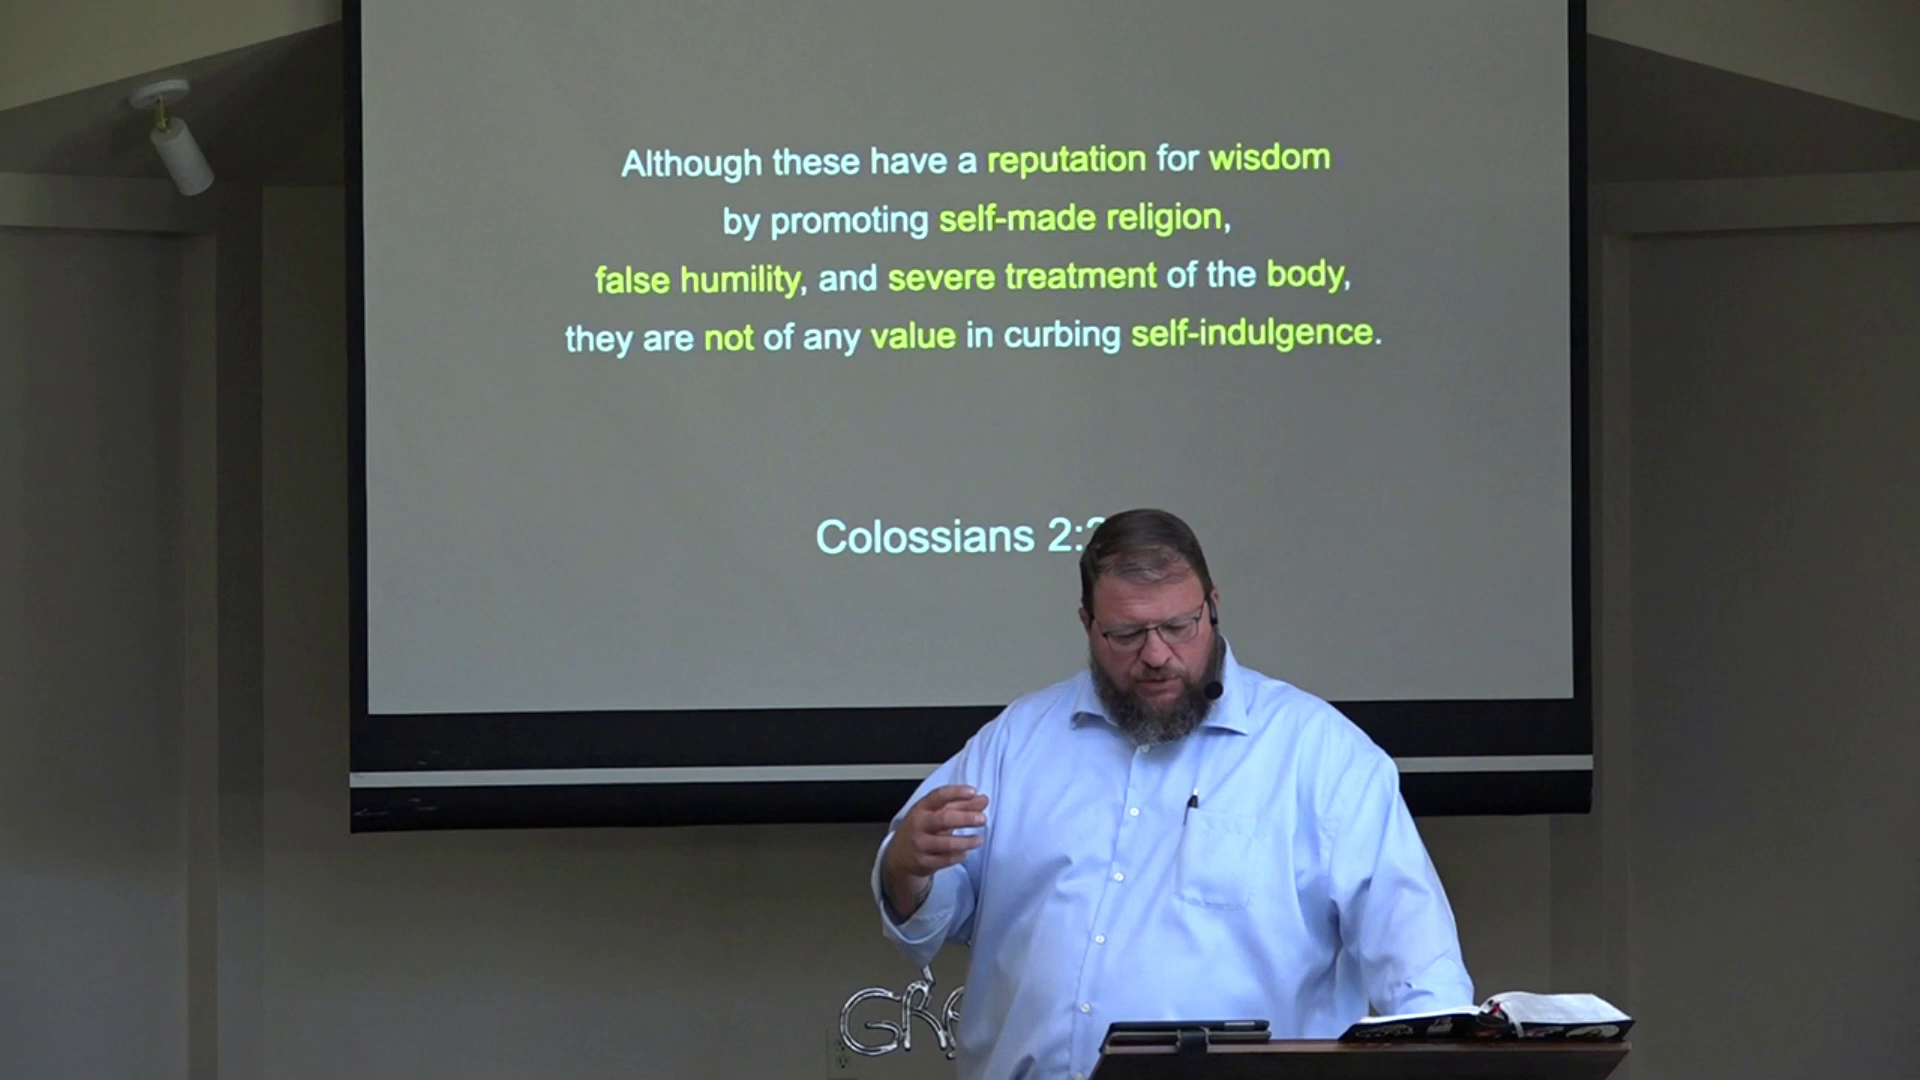 Although these have a reputation for wisdom
by promoting self-made religion,
false humility, and severe treatment of the body,
they are not of any value in curbing self-indulgence.
Colossians 2: